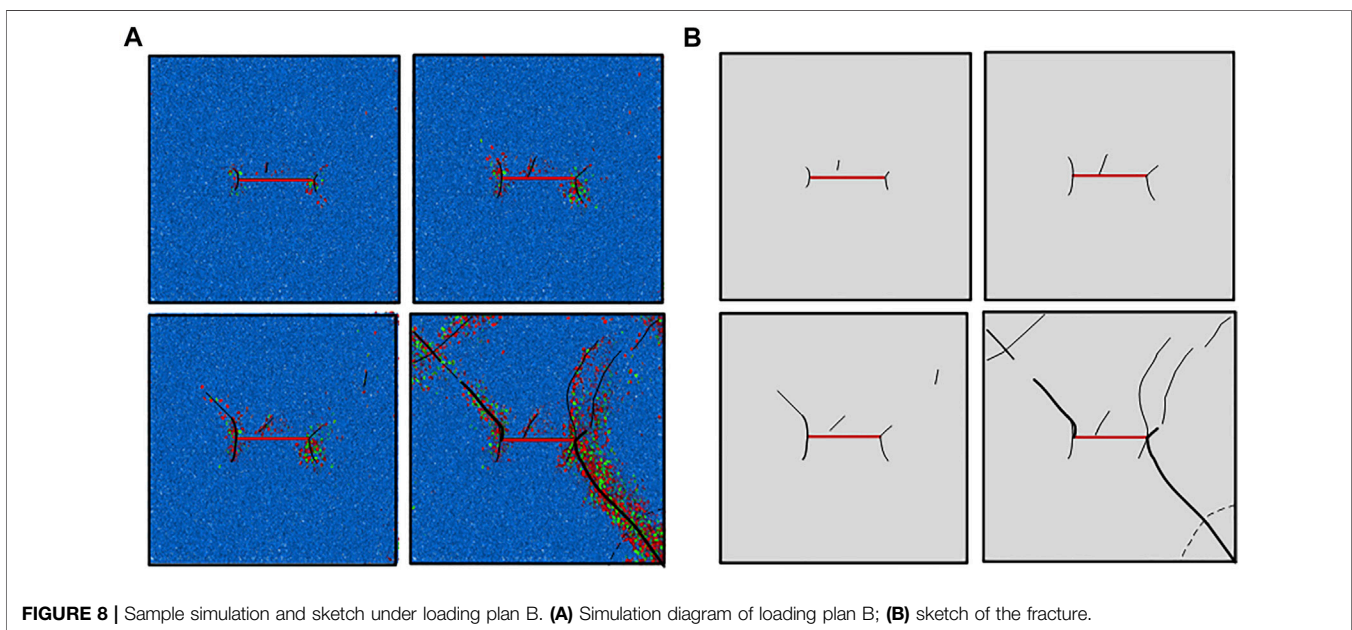 A
B
FIGURE 8 | Sample simulation and sketch under loading plan B. (A) Simulation diagram of loading plan B; (B) sketch of the fracture.